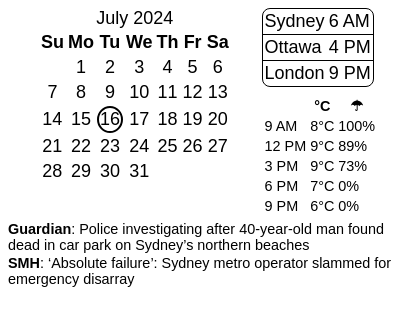 July 2024
Su Mo Tu We Th Fr Sa
1 2 3 4 5 6
7 8 9 10 11 12 13
14 15 16 17 18 19 20
21 22 23 24 25 26 27
28 29 30 31
Sydney 6 AM
Ottawa 4 PM
London 9 PM
°C ☂
9 AM 8°C 100%
12 PM 9°C 89%
3 PM 9°C 73%
6 PM 7°C 0%
9 PM 6°C 0%
Guardian: Police investigating after 40-year-old man found
dead in car park on Sydney’s northern beaches
SMH: ‘Absolute failure’: Sydney metro operator slammed for
emergency disarray